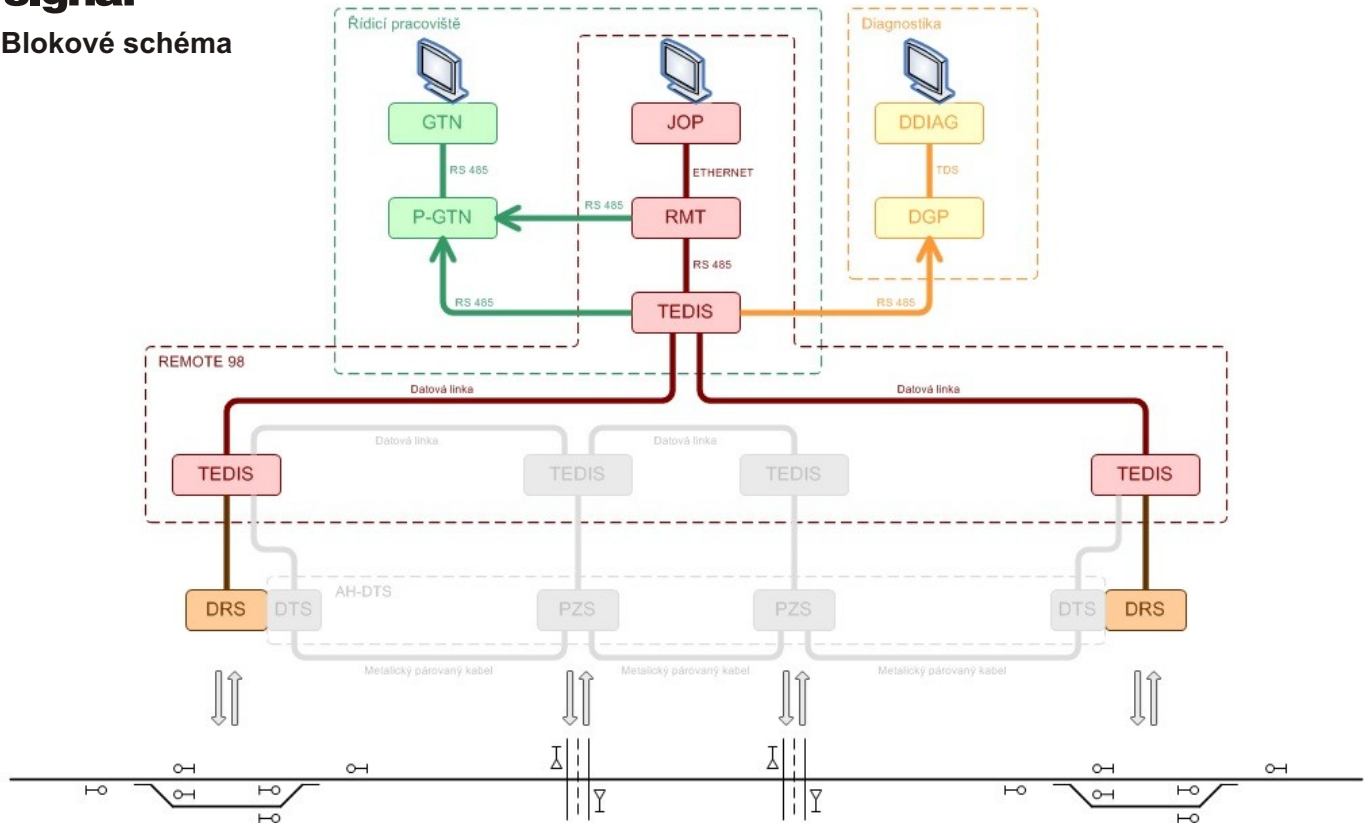 signal
Blokové schéma
Řídicí pracoviště
Diagnostika
GTN
JOP
DDIAG
RS 485
ETHERNET
TDS
P-GTN
RS 485
RMT
DGP
RS 485
RS 485
TEDIS
RS 485
REMOTE 98
Datová linka
Datová linka
Datová linka
Datová linka
TEDIS
TEDIS
TEDIS
TEDIS
AH-DTS
DRS
DTS
PZS
PZS
DTS
DRS
Metalický párovaný kabel
Metalický párovaný kabel
Metalický párovaný kabel